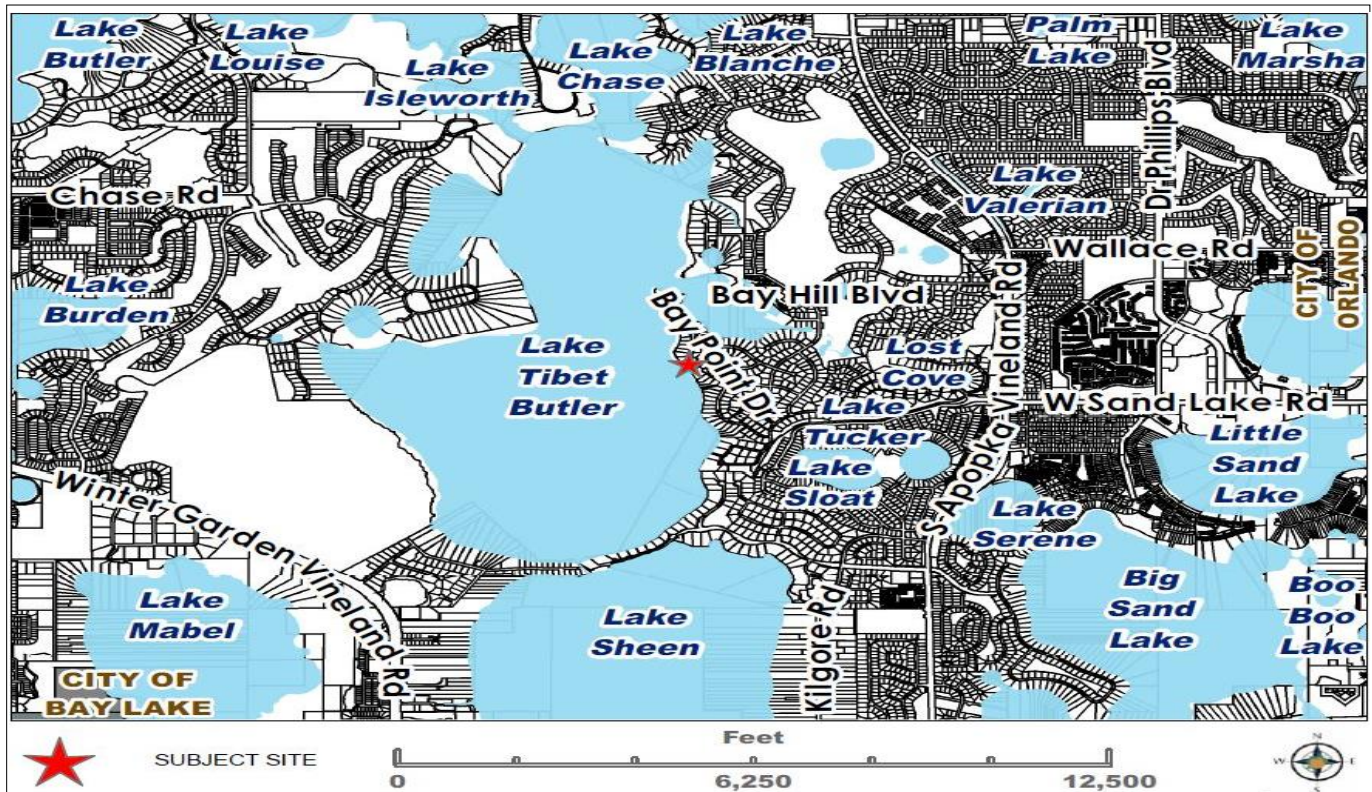 Lake
Butler
Lake
Louise
Lake
Isleworth
Lake
Chase
Lake
Blanche
Palm
Lake
Dr Phillips Blvd
Lake
Marsha
Chase Rd
Lake
Valerian
Wallace Rd
CITY OF
ORLANDO
Lake
Burden
Bay Hill Blvd
Bay Point Dr
S Apopka Vineland Rd
Lake
Tibet
Butler
Lost
Cove
W Sand Lake Rd
Lake
Tucker
Lake
Sloat
Little
Sand
Lake
Winter Garden Vineland Rd
Lake
Serene
Lake
Mabel
Lake
Sheen
Kilgore Rd
Big
Sand
Lake
Boo
Boo
Lake
CITY OF
BAY LAKE
SUBJECT SITE
Feet
0 6,250 12,500
N
W E
S